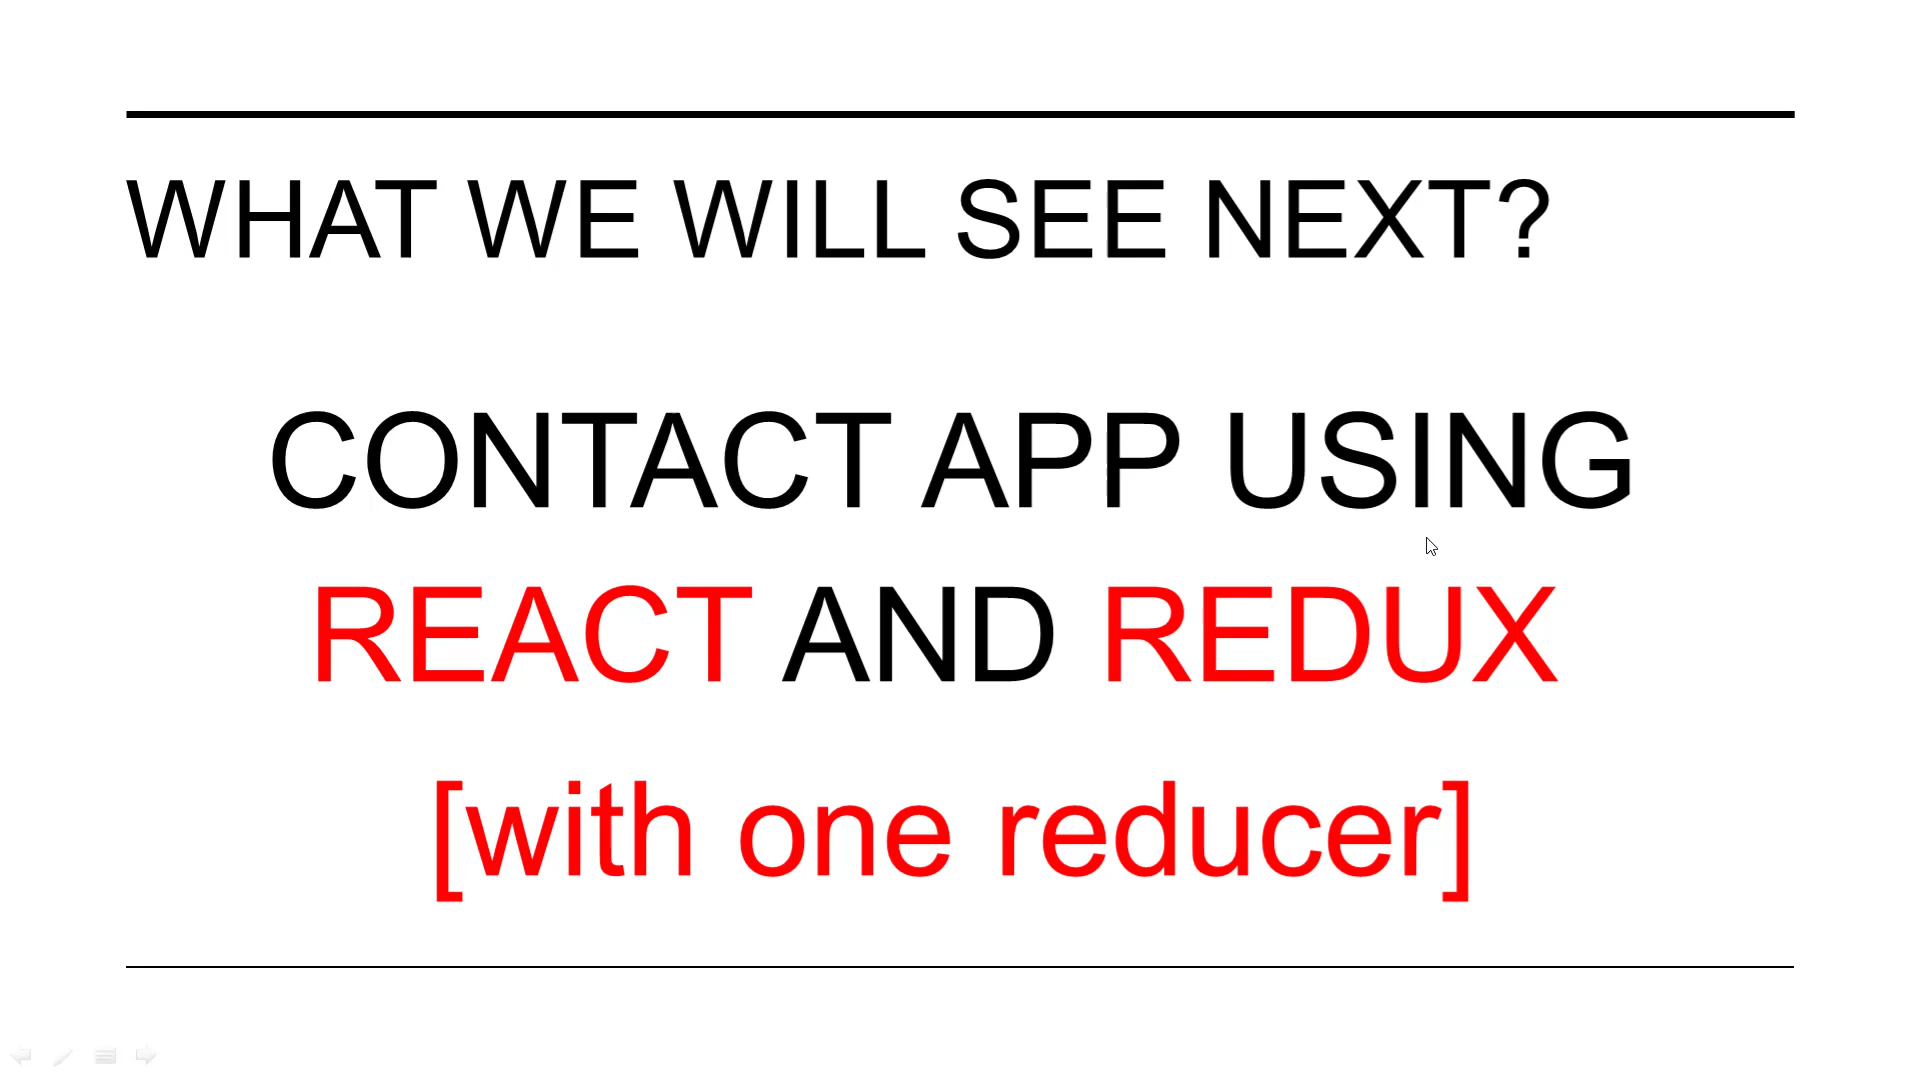 WHAT WE WILL SEE NEXT?
CONTACT APP USING
REACT AND REDUX
[with one reducer]